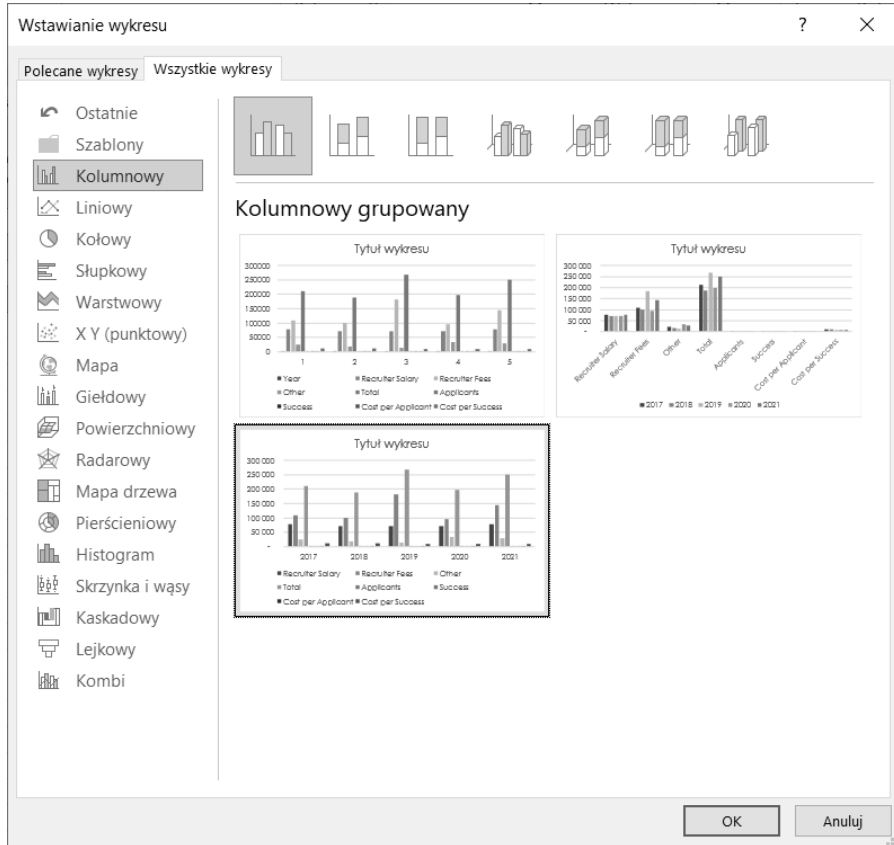 Wstawianie wykresu
?
Polecane wykresy
Wszystkie wykresy
Ostatnie
Szablony
Kolumnowy
Liniowy
Kołowy
Słupkowy
Warstwowy
X Y (punktowy)
Mapa
Giełdowy
Powierzchniowy
Radarowy
Mapa drzewa
Pierścieniowy
Histogram
Skrzynka i wąsy
Kaskadowy
Lejkowy
Kombi
Kolumnowy grupowany
Tytuł wykresu
300000
250000
200000
150000
100000
50000
0
1 2 3 4 5
Year Recruiter Salary Recruiter Fees
Other Total Applicants
Success Cost per Applicant Cost per Success
Tytuł wykresu
300 000
250 000
200 000
150 000
100 000
50 000
-
Recruiter Salary
Recruiter Fees
Other
Total
Applicants
Success
Cost per Applicant
Cost per Success
2017 2018 2019 2020 2021
Tytuł wykresu
300 000
250 000
200 000
150 000
100 000
50 000
-
2017 2018 2019 2020 2021
Recruiter Salary Recruiter Fees Other
Total Applicants Success
Cost per Applicant Cost per Success
OK
Anuluj